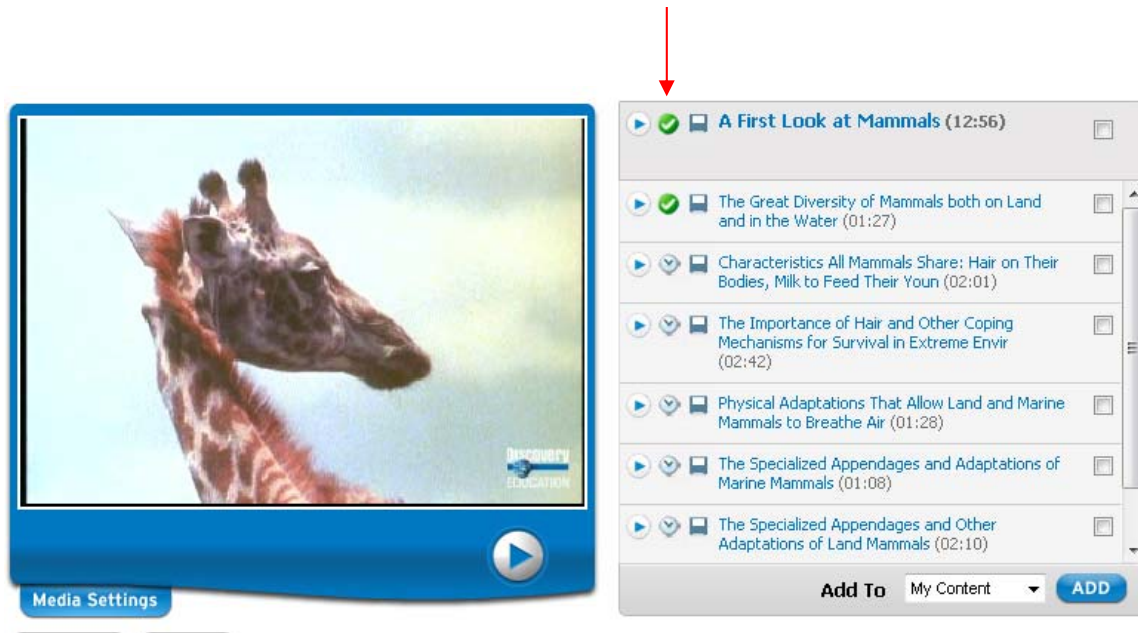 Discovery
EDUCATION
Media Settings
A First Look at Mammals (12:56)
The Great Diversity of Mammals both on Land
and in the Water (01:27)
Characteristics All Mammals Share: Hair on Their
Bodies, Milk to Feed Their Youn (02:01)
The Importance of Hair and Other Coping
Mechanisms for Survival in Extreme Envir
(02:42)
Physical Adaptations That Allow Land and Marine
Mammals to Breathe Air (01:28)
The Specialized Appendages and Adaptations of
Marine Mammals (01:08)
The Specialized Appendages and Other
Adaptations of Land Mammals (02:10)
Add To My Content ADD